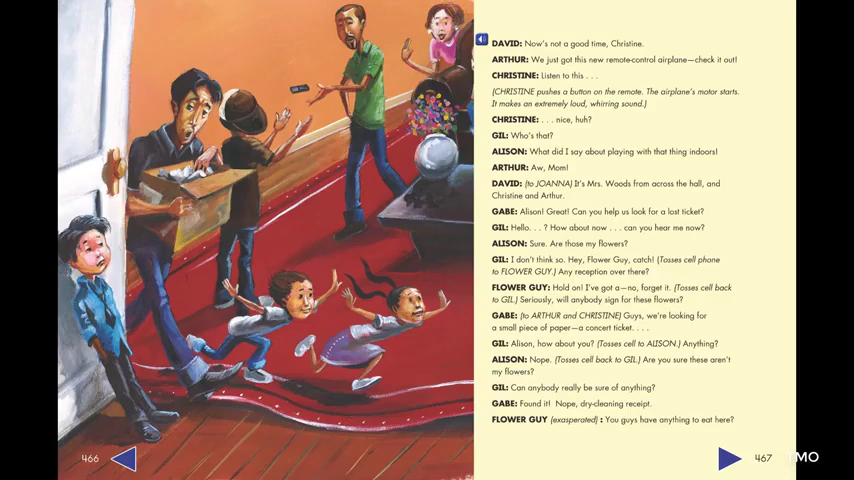 DAVID: Now's not a good time, Christine.
ARTHUR: We just got this new remote-control airplane—check it out!
CHRISTINE: Listen to this . . .
(CHRISTINE pushes a button on the remote. The airplane's motor starts.
It makes an extremely loud, whirring sound.)
CHRISTINE: . . . nice, huh?
GIL: Who's that?
ALISON: What did I say about playing with that thing indoors!
ARTHUR: Aw, Mom!
DAVID: (to JOANNA) It's Mrs. Woods from across the hall, and
Christine and Arthur.
GABE: Alison! Great! Can you help us look for a lost ticket?
GIL: Hello. . . ? How about now . . . can you hear me now?
ALISON: Sure. Are those my flowers?
GIL: I don't think so. Hey, Flower Guy, catch! (Tosses cell phone
to FLOWER GUY.) Any reception over there?
FLOWER GUY: Hold on! I've got a—no, forget it. (Tosses cell back
to GIL.) Seriously, will anybody sign for these flowers?
GABE: (to ARTHUR and CHRISTINE) Guys, we're looking for
a small piece of paper—a concert ticket. . . .
GIL: Alison, how about you? (Tosses cell to ALISON.) Anything?
ALISON: Nope. (Tosses cell back to GIL.) Are you sure these aren't
my flowers?
GIL: Can anybody really be sure of anything?
GABE: Found it! Nope, dry-cleaning receipt.
FLOWER GUY (exasperated) : You guys have anything to eat here?
466
467